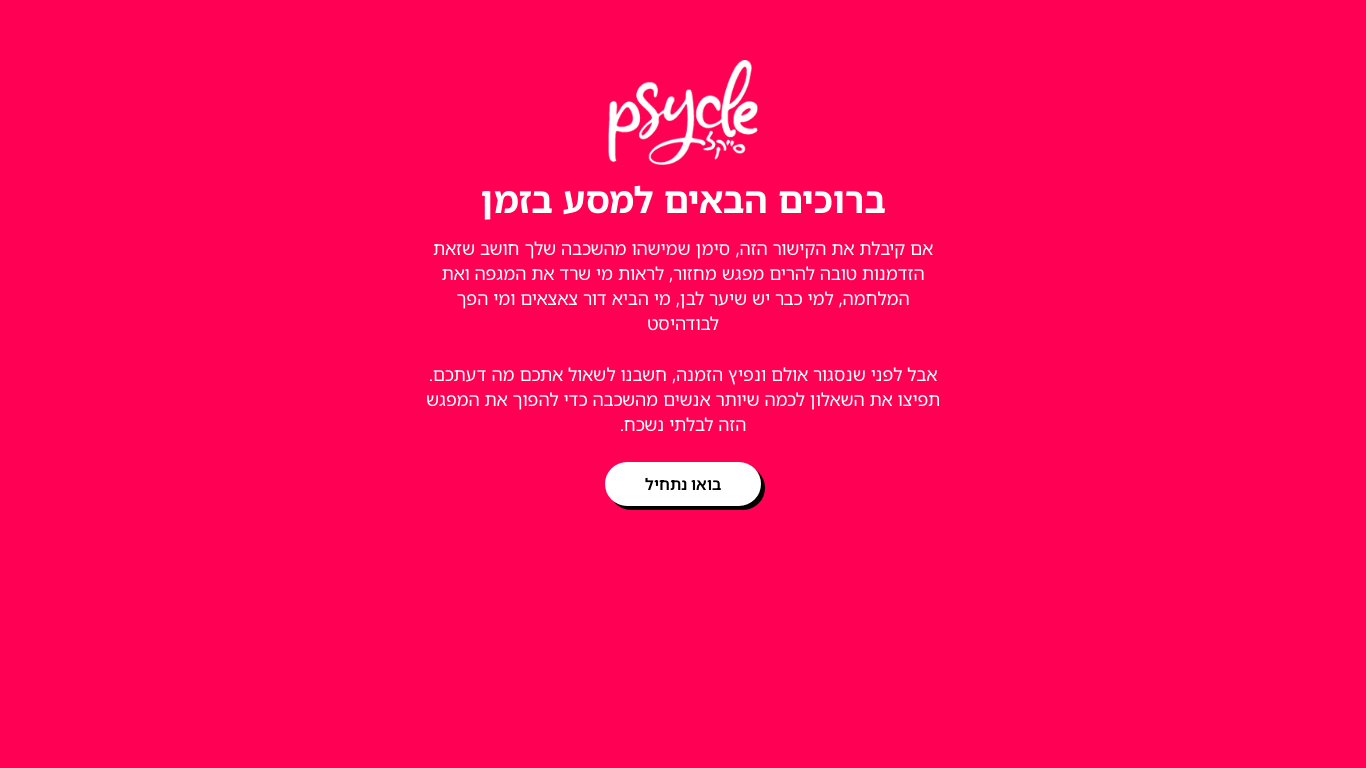 psycle
סייקל
ברוכים הבאים למסע בזמן
אם קיבלת את הקישור הזה, סימן שמישהו מהשכבה שלך חושב שזאת
הזדמנות טובה להרים מפגש מחזור, לראות מי שרד את המגפה ואת
המלחמה, למי כבר יש שיער לבן, מי הביא דור צאצאים ומי הפך
לבודהיסט
אבל לפני שנסגור אולם ונפיץ הזמנה, חשבנו לשאול אתכם מה דעתכם.
תפיצו את השאלון לכמה שיותר אנשים מהשכבה כדי להפוך את המפגש
הזה לבלתי נשכח.
בואו נתחיל